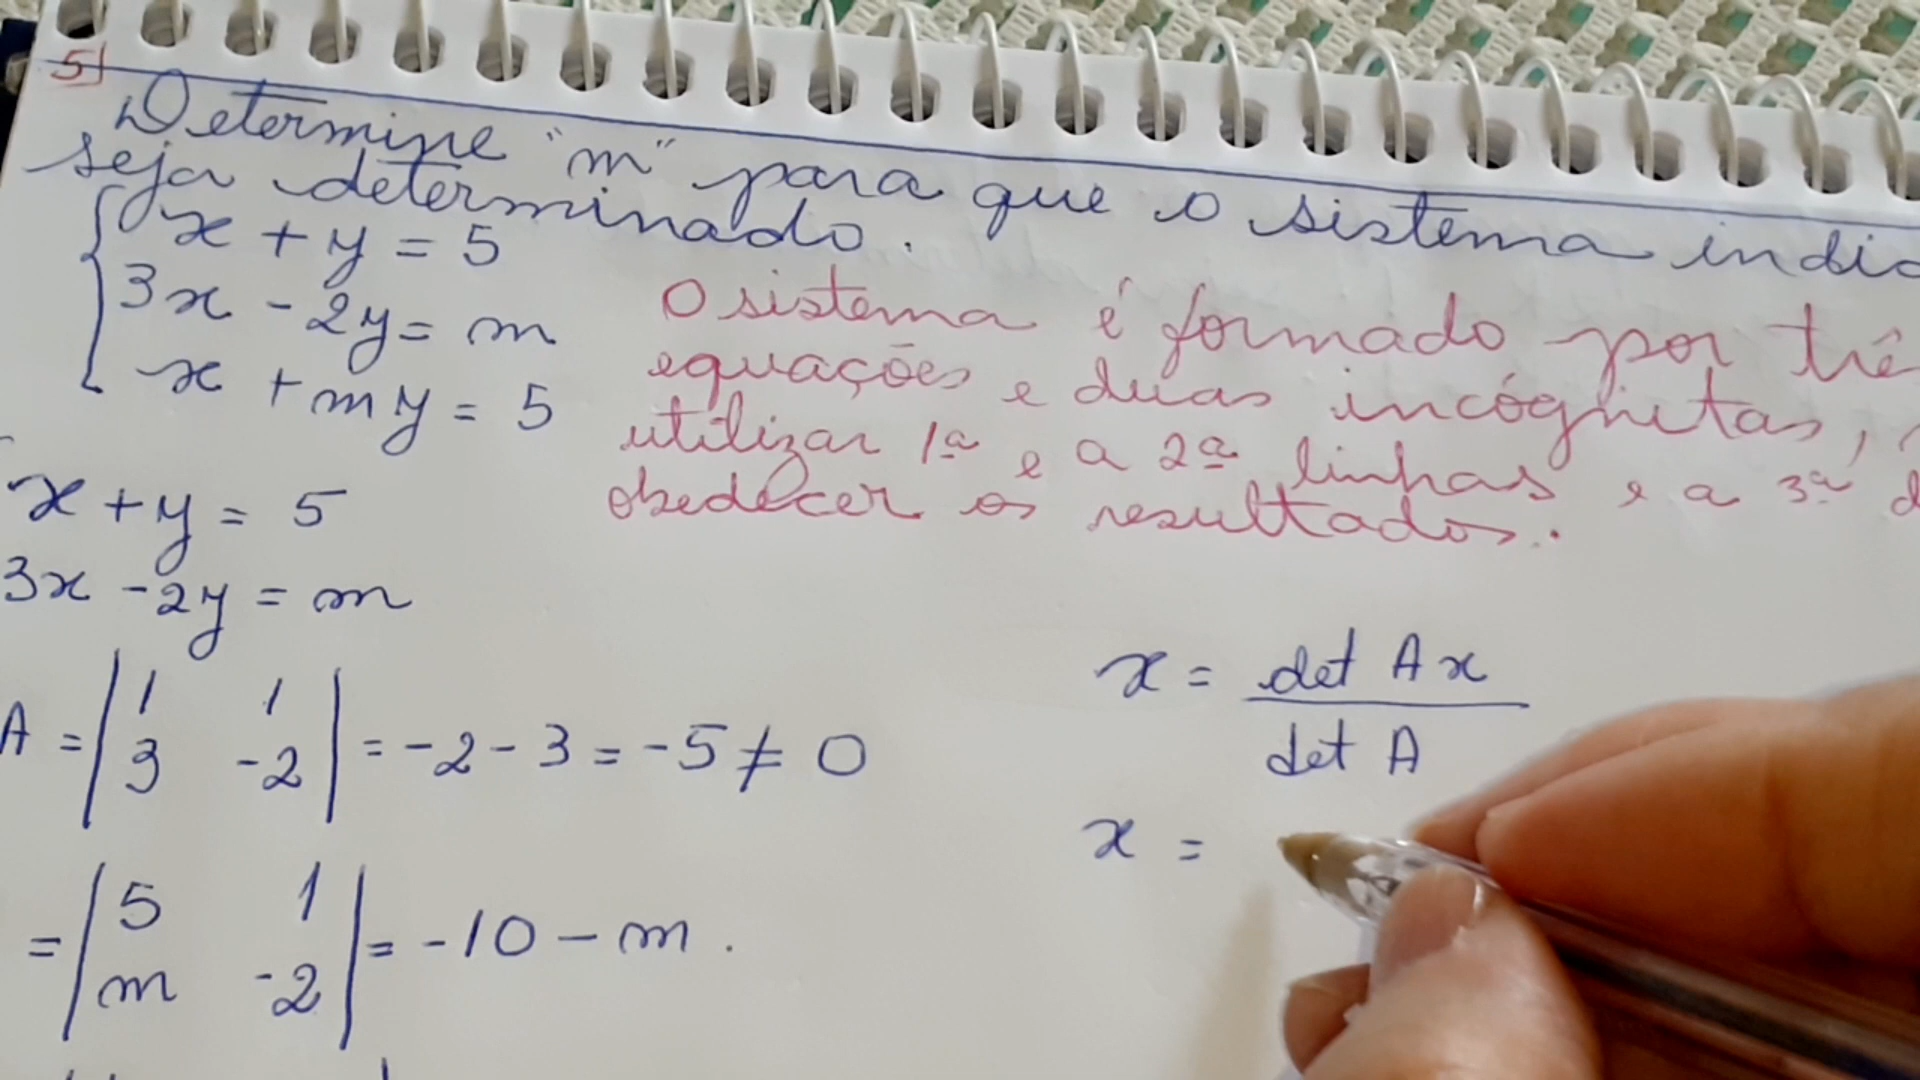 5)
Determine "m" para que o sistema indic
seja determinado.
x + y = 5
3x - 2y = m
x + my = 5
O sistema é formado por trê
equações e duas incógnitas,
utilizar 1ª e a 2ª linhas e a 3ª d
obedecer os resultados.
x + y = 5
3x - 2y = m
A = | 1 1 | = -2 - 3 = -5 ≠ 0
| 3 -2 |
= | 5 1 | = -10 - m.
| m -2 |
x = det Ax
det A
x =